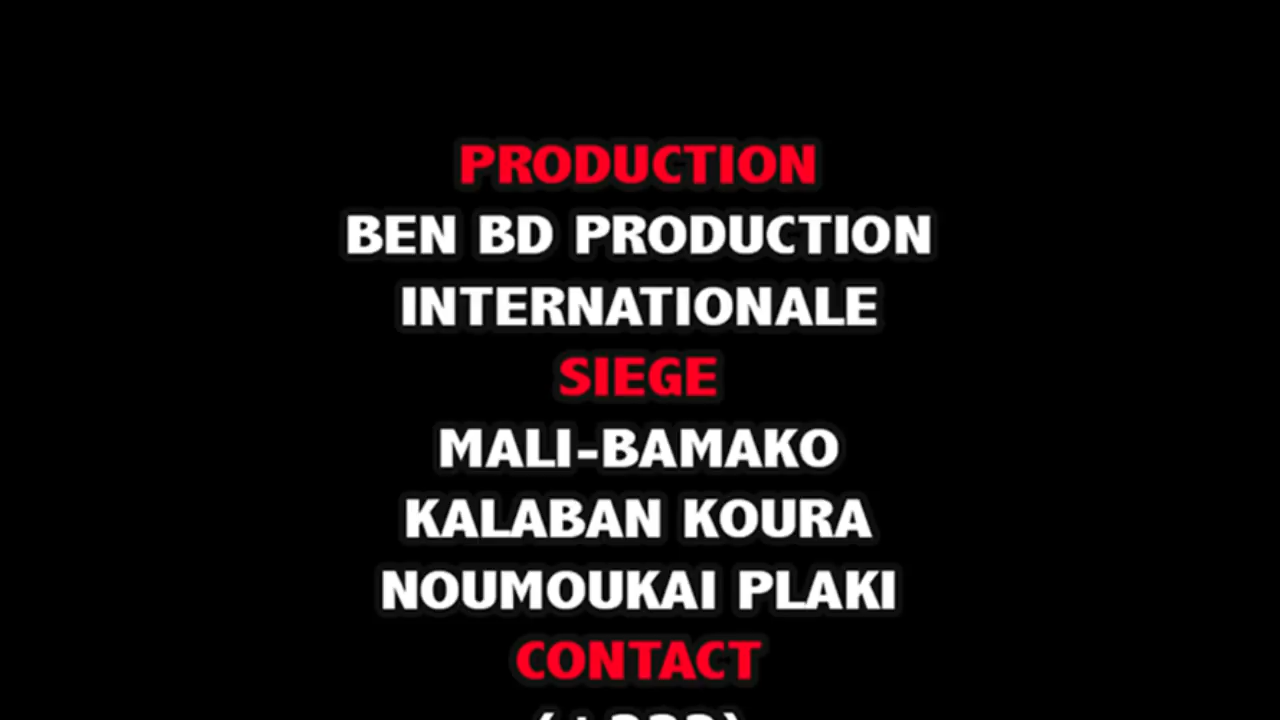 PRODUCTION
BEN BD PRODUCTION
INTERNATIONALE
SIEGE
MALI-BAMAKO
KALABAN KOURA
NOUMOUKAI PLAKI
CONTACT